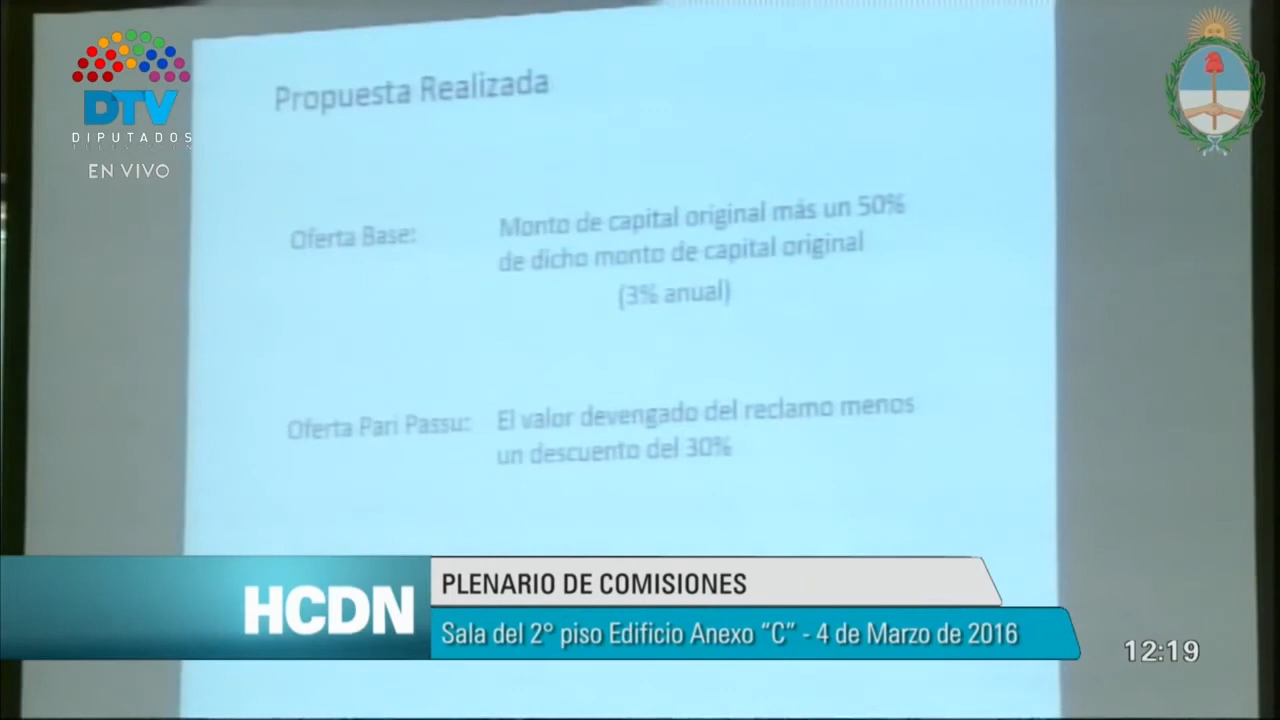 DTV
DIPUTADOS
EN VIVO
Propuesta Realizada
Oferta Base:
Monto de capital original más un 50%
de dicho monto de capital original
(3% anual)
Oferta Pari Passu:
El valor devengado del reclamo menos
un descuento del 30%
HCDN
PLENARIO DE COMISIONES
Sala del 2° piso Edificio Anexo “C” - 4 de Marzo de 2016
12:19